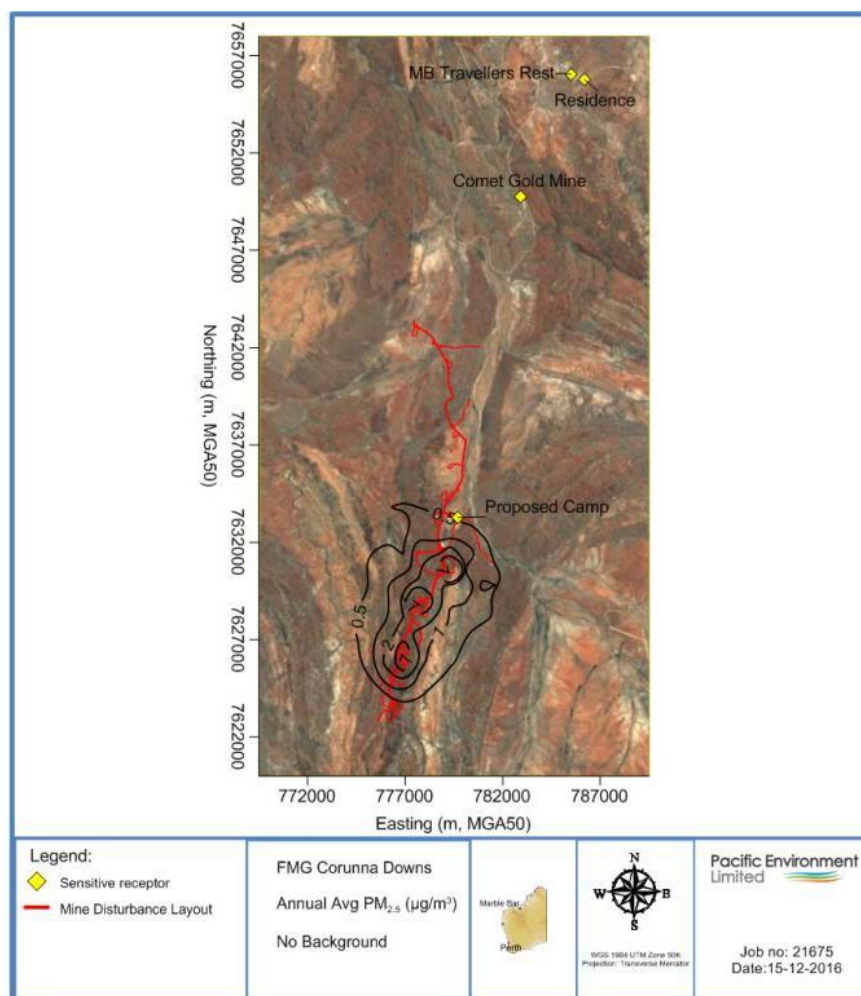 7657000
7652000
7647000
7642000
7637000
7632000
7627000
7622000
Northing (m, MGA50)
MB Travellers Rest
Residence
Comet Gold Mine
Proposed Camp
0.5
0.5
2
1
772000
777000
782000
787000
Easting (m, MGA50)
Legend:
Sensitive receptor
Mine Disturbance Layout
FMG Corunna Downs
Annual Avg PM₂.₅ (µg/m³)
No Background
Marble Bar
Perth
N
W
E
S
WGS 1984 UTM Zone 50K
Projection: Transverse Mercator
Pacific Environment
Limited
Job no: 21675
Date:15-12-2016